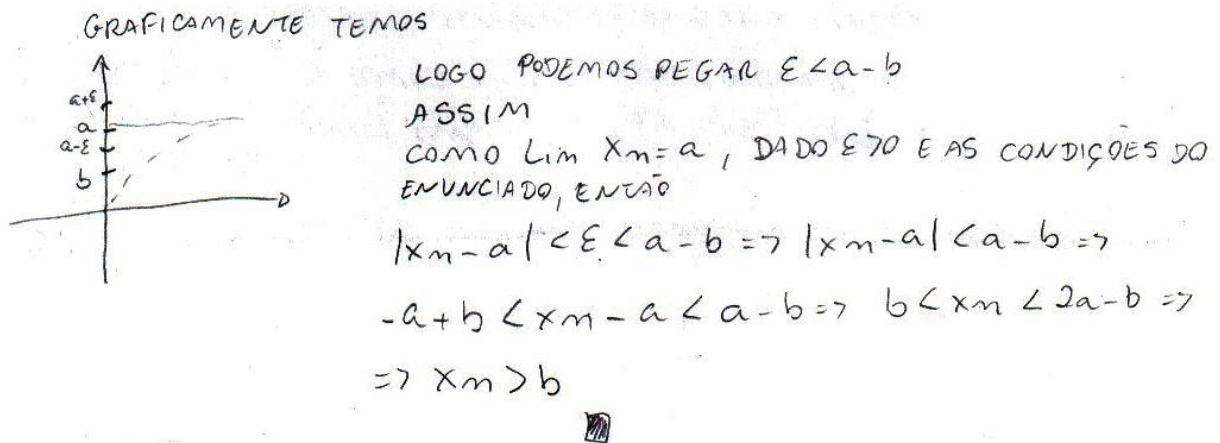 GRAFICAMENTE TEMOS
a+ε
a
a-ε
b
LOGO PODEMOS PEGAR ε<a-b
ASSIM
COMO Lim Xn=a, DADO ε>0 E AS CONDIÇÕES DO
ENUNCIADO, ENTÃO
|xn-a|<ε<a-b => |xn-a|<a-b =>
-a+b<xn-a<a-b => b<xn<2a-b =>
=> xn>b